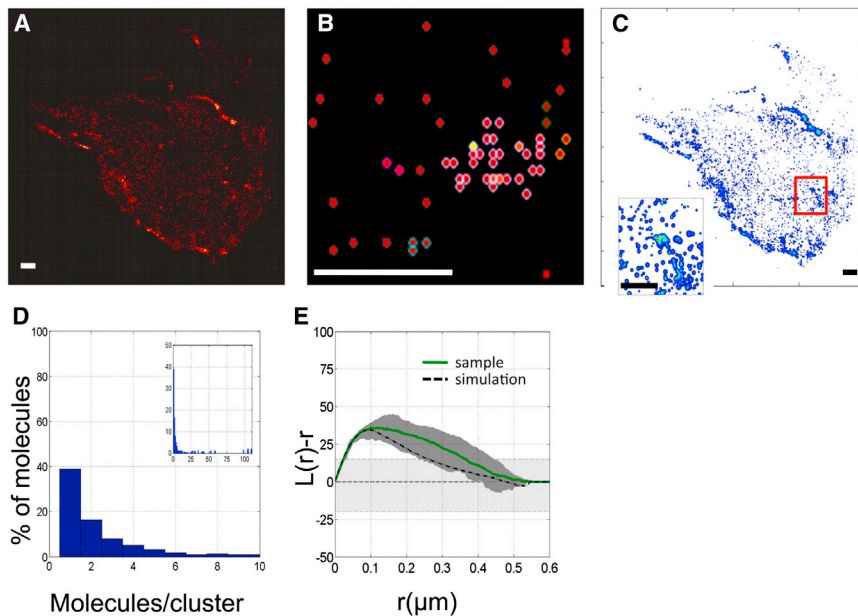 A
B
C
D
100
80
60
40
20
0
% of molecules
2 4 6 8 10
Molecules/cluster
50
40
30
20
10
0
0 25 50 75 100
E
100
75
50
25
0
-25
-50
L(r)-r
sample
simulation
0 0.1 0.2 0.3 0.4 0.5 0.6
r(μm)